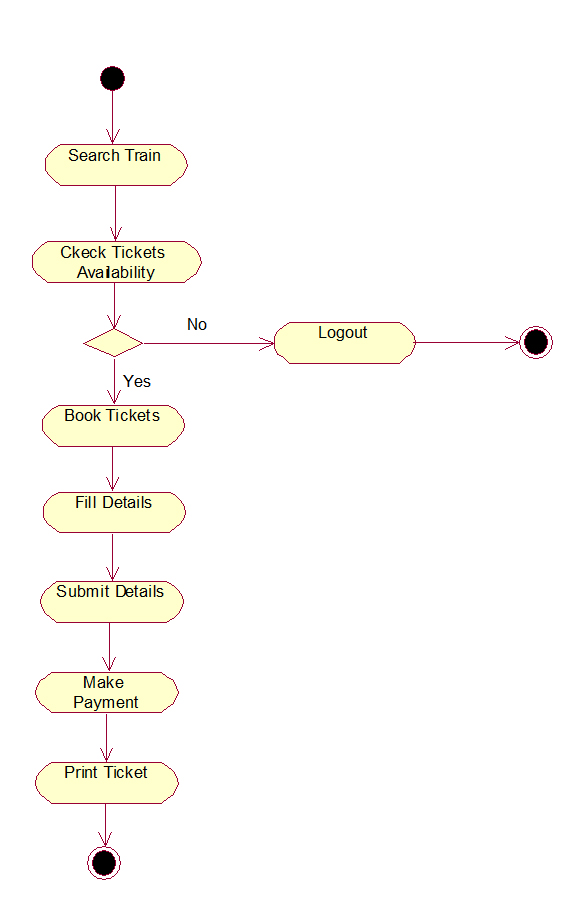 Search Train
Ckeck Tickets
Availability
No
Logout
Yes
Book Tickets
Fill Details
Submit Details
Make
Payment
Print Ticket